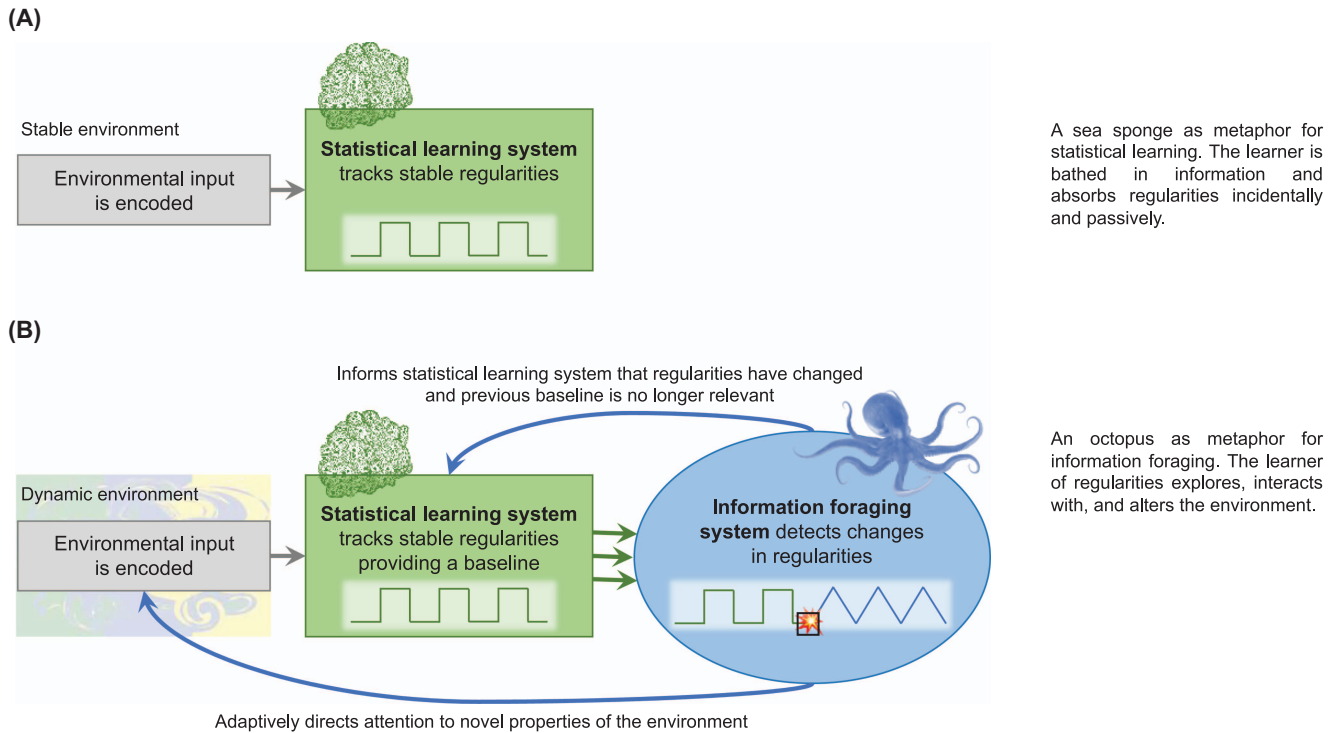 (A)
Stable environment
Environmental input
is encoded
Statistical learning system
tracks stable regularities
A sea sponge as metaphor for
statistical learning. The learner is
bathed in information and
absorbs regularities incidentally
and passively.
(B)
Informs statistical learning system that regularities have changed
and previous baseline is no longer relevant
Dynamic environment
Environmental input
is encoded
Statistical learning system
tracks stable regularities
providing a baseline
Information foraging
system detects changes
in regularities
An octopus as metaphor for
information foraging. The learner
of regularities explores, interacts
with, and alters the environment.
Adaptively directs attention to novel properties of the environment